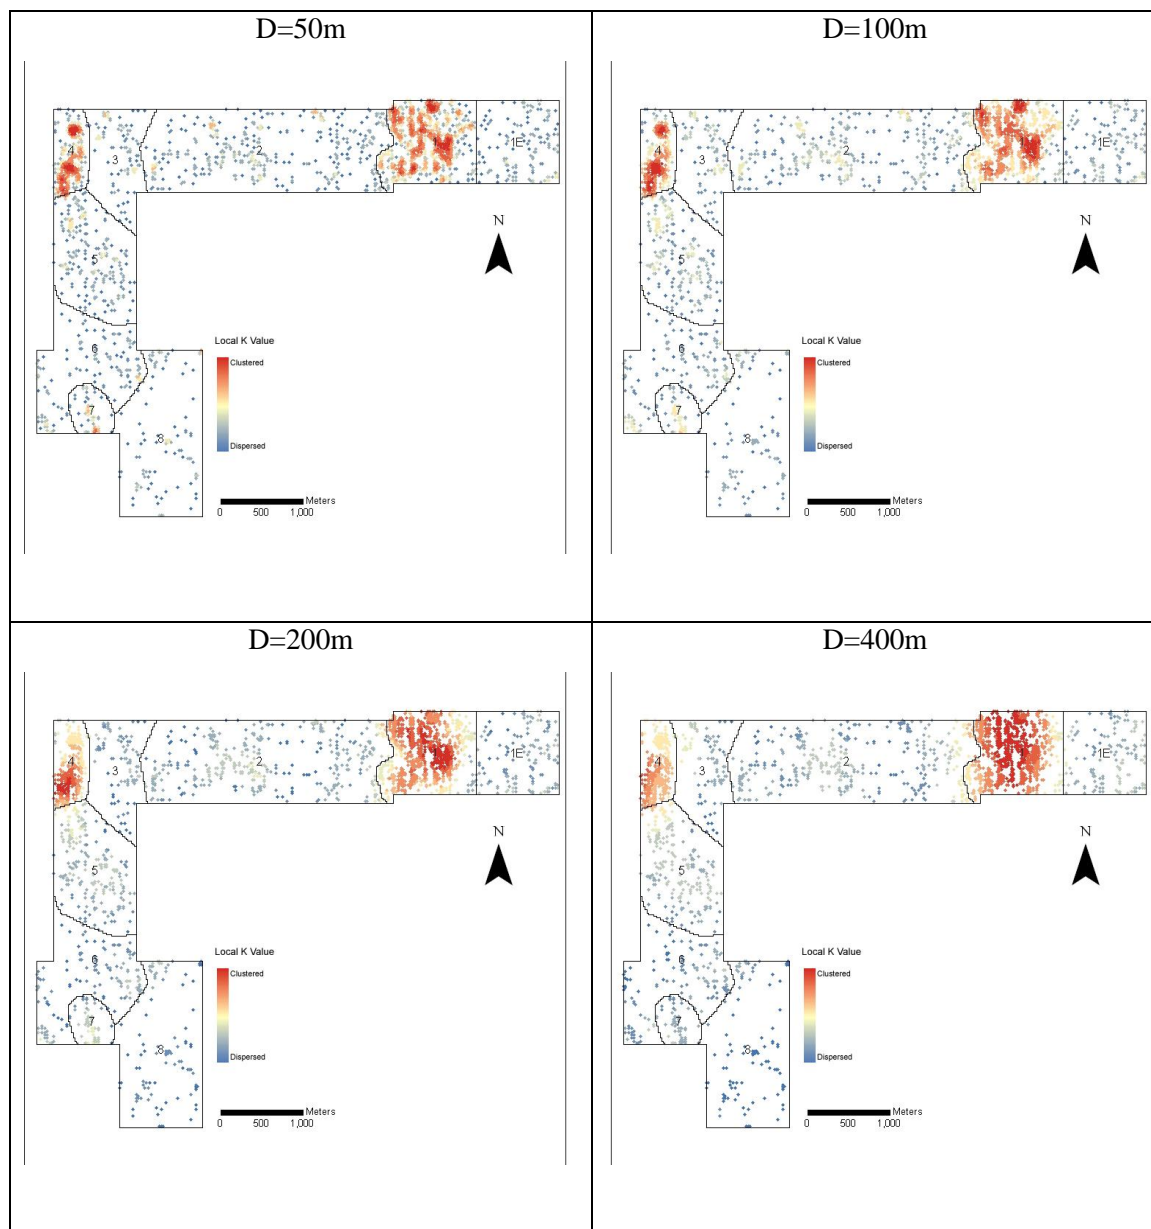 D=50m
4
3
2
1
1E
N
5
Local K Value
6
Clustered
7
8
Dispersed
Meters
0 500 1,000
D=100m
4
3
2
1
1E
N
5
Local K Value
6
Clustered
7
8
Dispersed
Meters
0 500 1,000
D=200m
4
3
2
1E
N
5
Local K Value
6
Clustered
7
8
Dispersed
Meters
0 500 1,000
D=400m
4
3
2
1E
N
5
Local K Value
6
Clustered
7
8
Dispersed
Meters
0 500 1,000